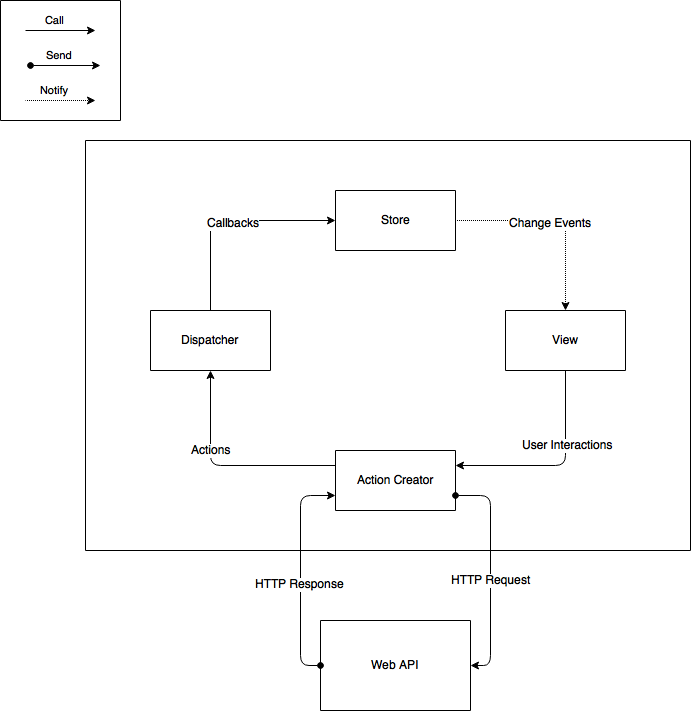 Call
Send
Notify
Callbacks
Store
Change Events
Dispatcher
View
Actions
User Interactions
Action Creator
HTTP Response
HTTP Request
Web API